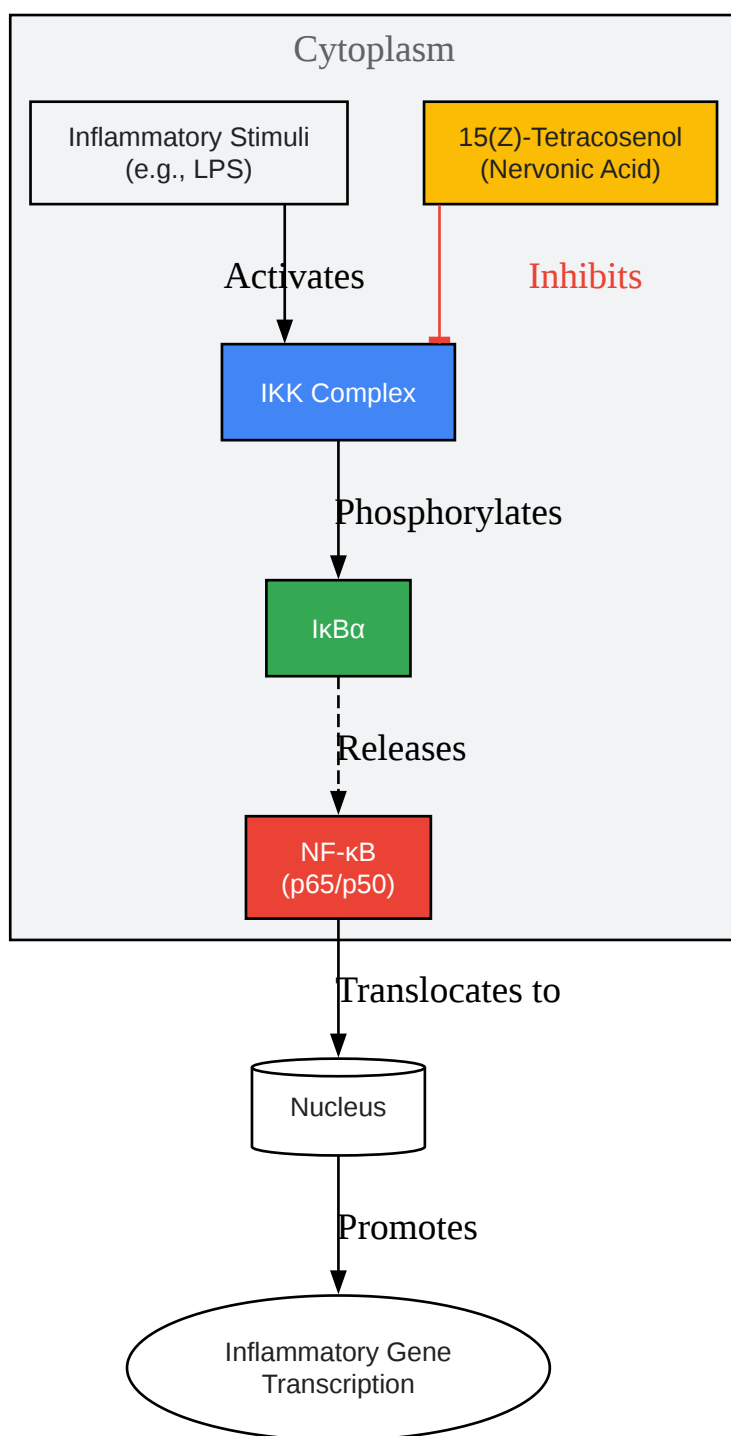 Cytoplasm
Inflammatory Stimuli
(e.g., LPS)
15(Z)-Tetracosenol
(Nervonic Acid)
Activates
Inhibits
IKK Complex
Phosphorylates
IκBα
Releases
NF-κB
(p65/p50)
Translocates to
Nucleus
Promotes
Inflammatory Gene
Transcription